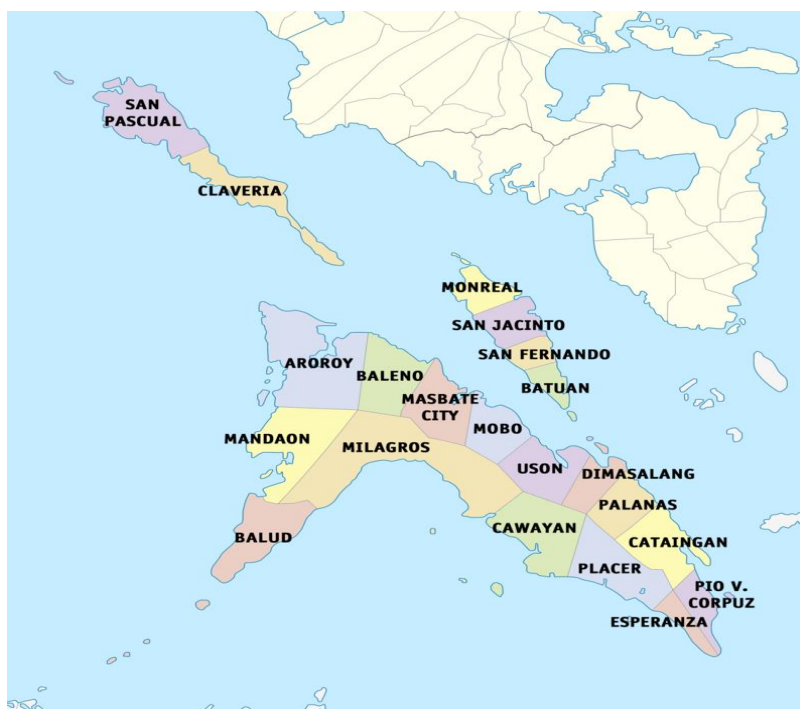 SAN
PASCUAL
CLAVERIA
MONREAL
SAN JACINTO
SAN FERNANDO
BATUAN
AROROY
BALENO
MASBATE
CITY
MOBO
MANDAON
MILAGROS
USON
DIMASALANG
PALANAS
BALUD
CAWAYAN
CATAINGAN
PLACER
PIO V.
CORPUZ
ESPERANZA